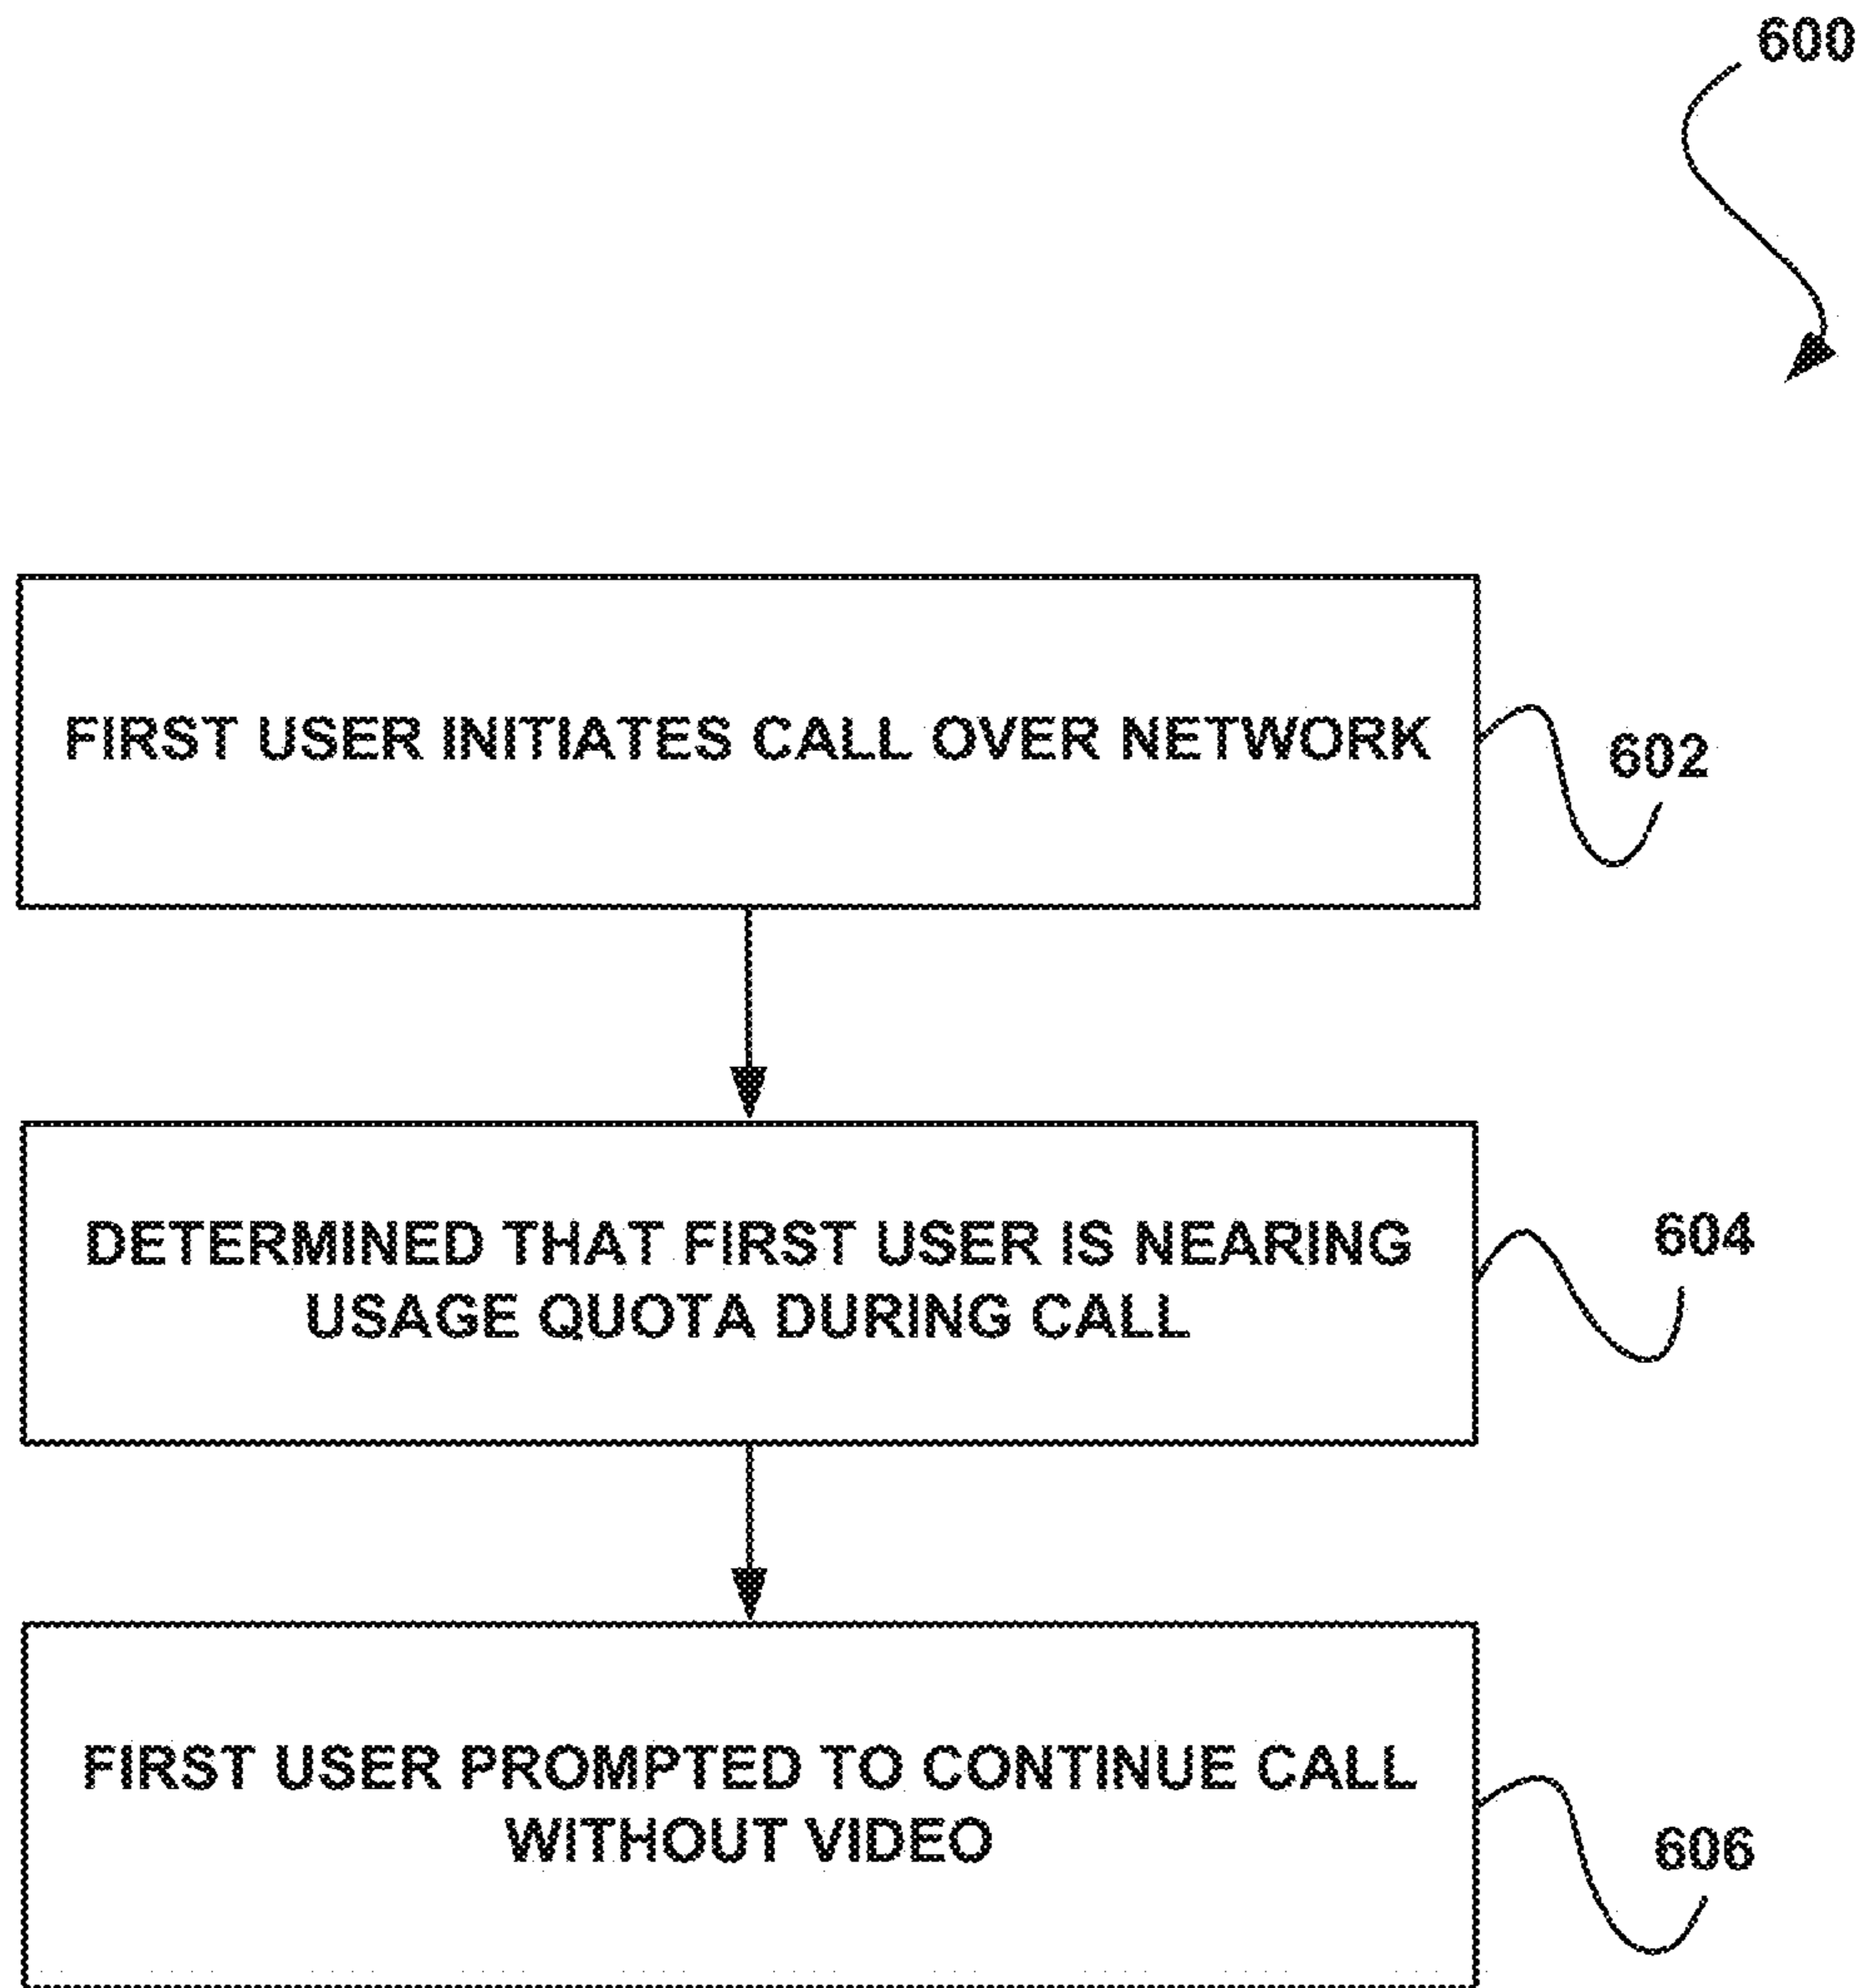 600
FIRST USER INITIATES CALL OVER NETWORK
602
DETERMINED THAT FIRST USER IS NEARING
USAGE QUOTA DURING CALL
604
FIRST USER PROMPTED TO CONTINUE CALL
WITHOUT VIDEO
606